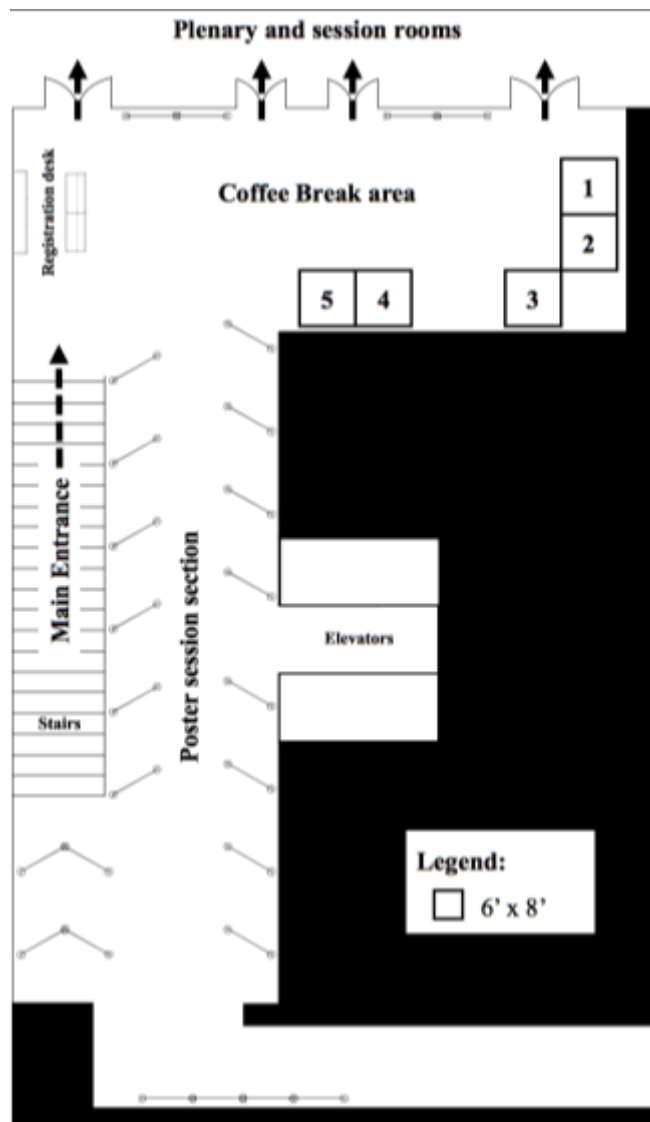 Plenary and session rooms
Registration desk
Coffee Break area
1
2
5 4 3
Main Entrance
Poster session section
Elevators
Stairs
Legend:
6’ x 8’